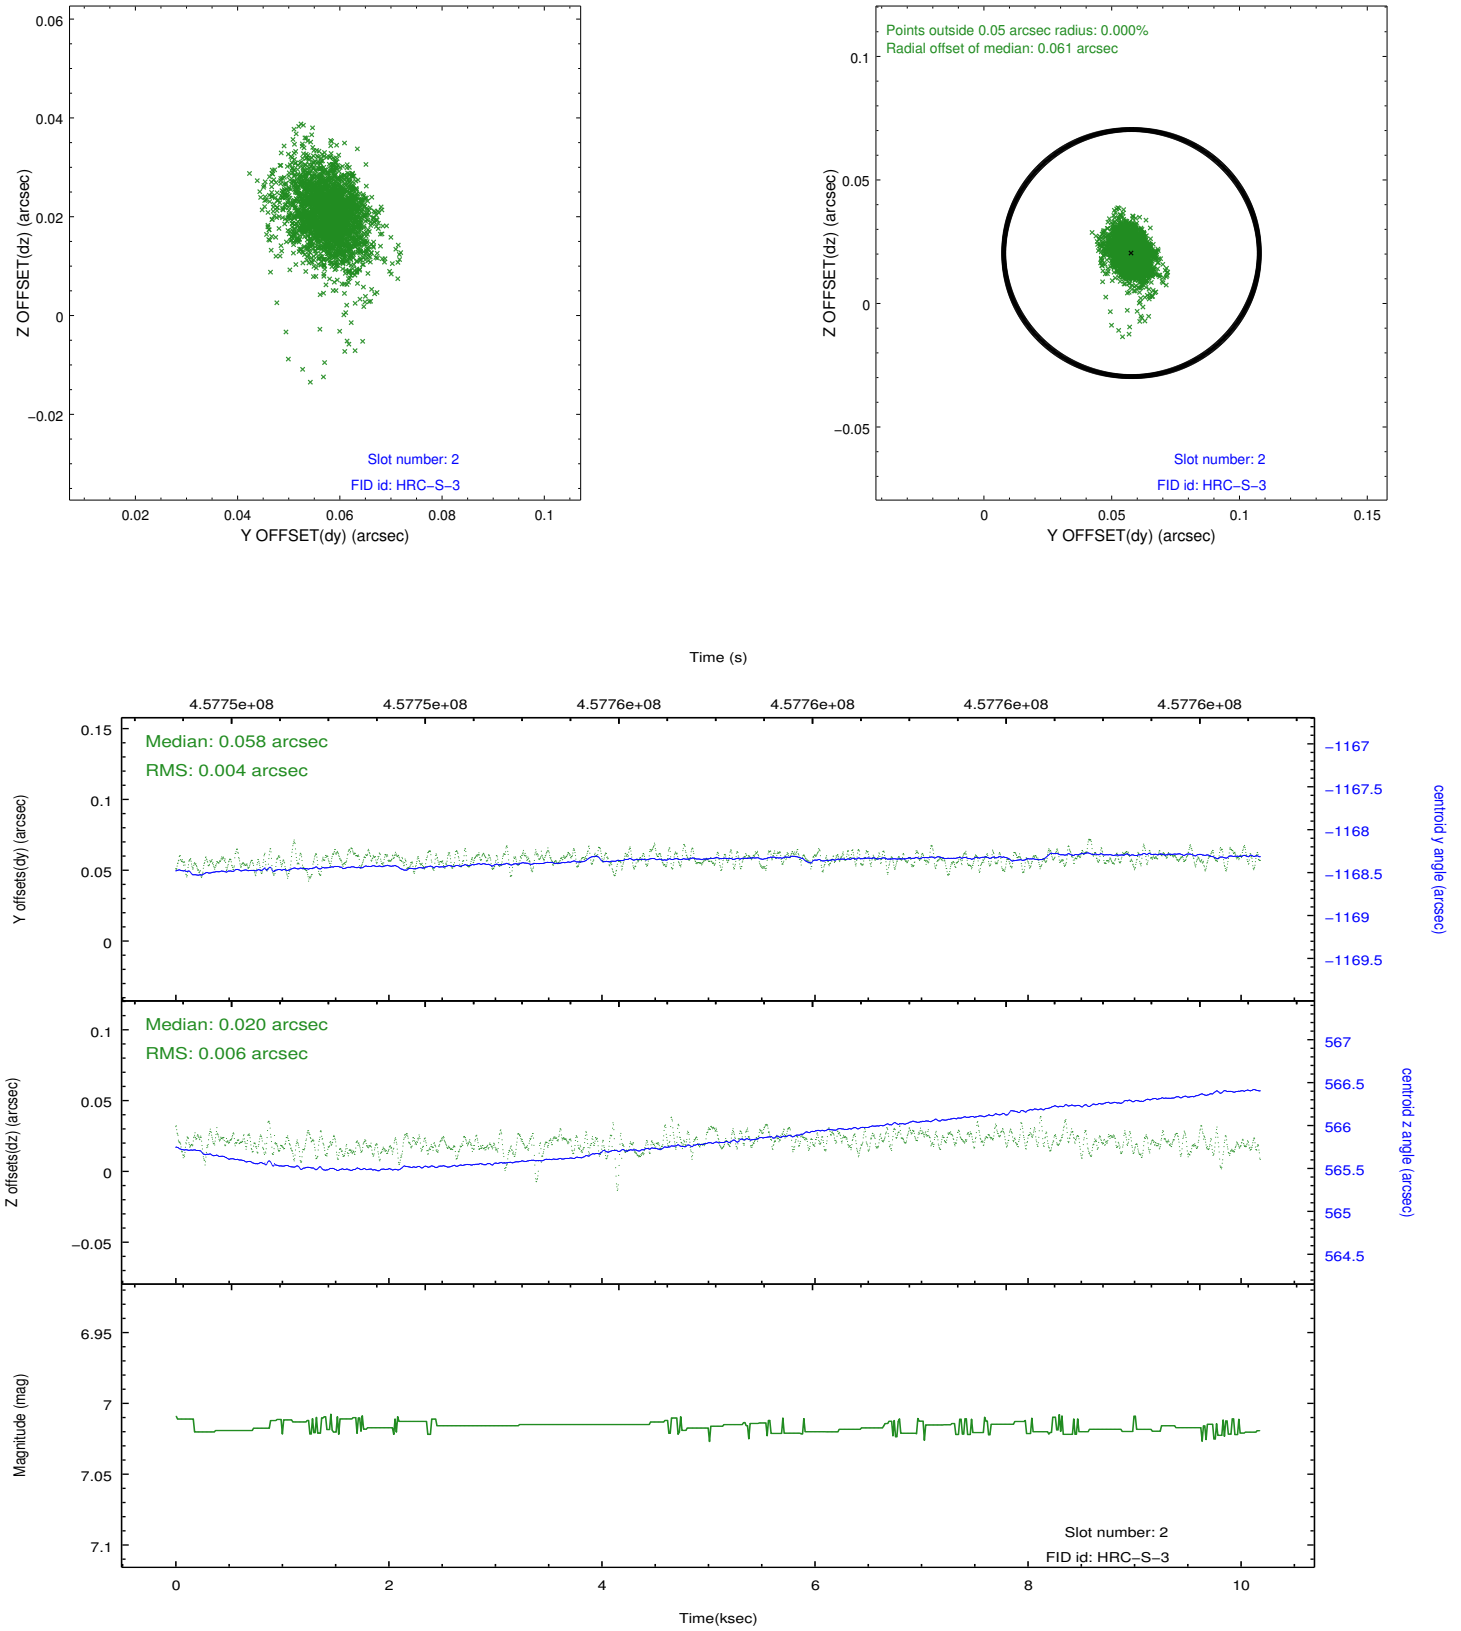 0.06
0.04
0.02
0
−0.02
Z OFFSET(dz) (arcsec)
Slot number: 2
FID id: HRC−S−3
0.02 0.04 0.06 0.08 0.1
Y OFFSET(dy) (arcsec)
Points outside 0.05 arcsec radius: 0.000%
Radial offset of median: 0.061 arcsec
0.1
0.05
0
−0.05
Z OFFSET(dz) (arcsec)
Slot number: 2
FID id: HRC−S−3
0 0.05 0.1 0.15
Y OFFSET(dy) (arcsec)
Time (s)
4.5775e+08 4.5775e+08 4.5776e+08 4.5776e+08 4.5776e+08 4.5776e+08
Median: 0.058 arcsec
RMS: 0.004 arcsec
0.15
0.1
0.05
0
Y offsets(dy) (arcsec)
−1167
−1167.5
−1168
−1168.5
−1169
−1169.5
centroid y angle (arcsec)
Median: 0.020 arcsec
RMS: 0.006 arcsec
0.1
0.05
0
−0.05
Z offsets(dz) (arcsec)
567
566.5
566
565.5
565
564.5
centroid z angle (arcsec)
6.95
7
7.05
7.1
Magnitude (mag)
Slot number: 2
FID id: HRC−S−3
0 2 4 6 8 10
Time(ksec)